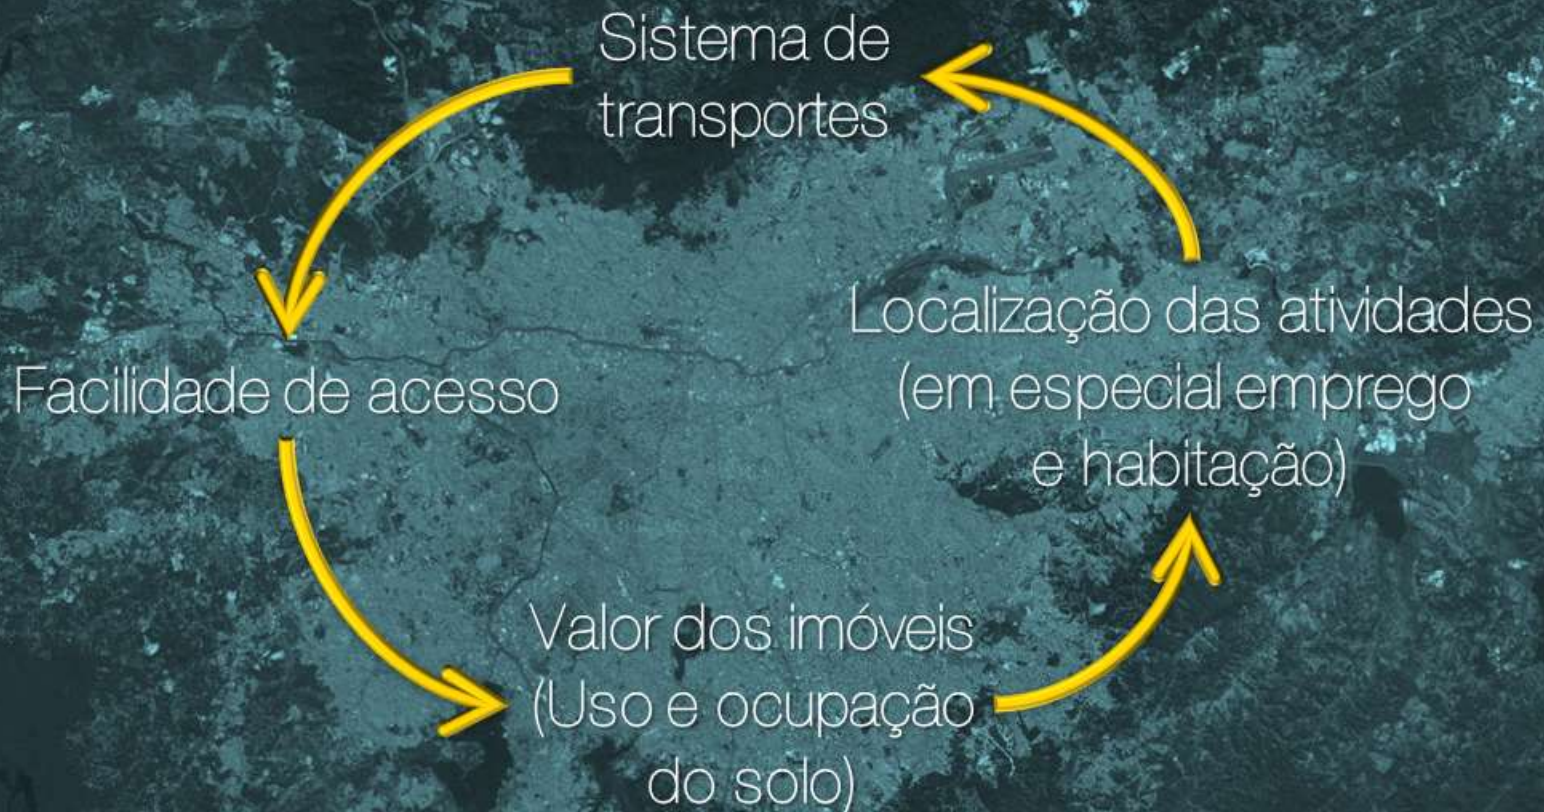 Sistema de
transportes
Localização das atividades
(em especial emprego
e habitação)
Facilidade de acesso
Valor dos imóveis
(Uso e ocupação
do solo)